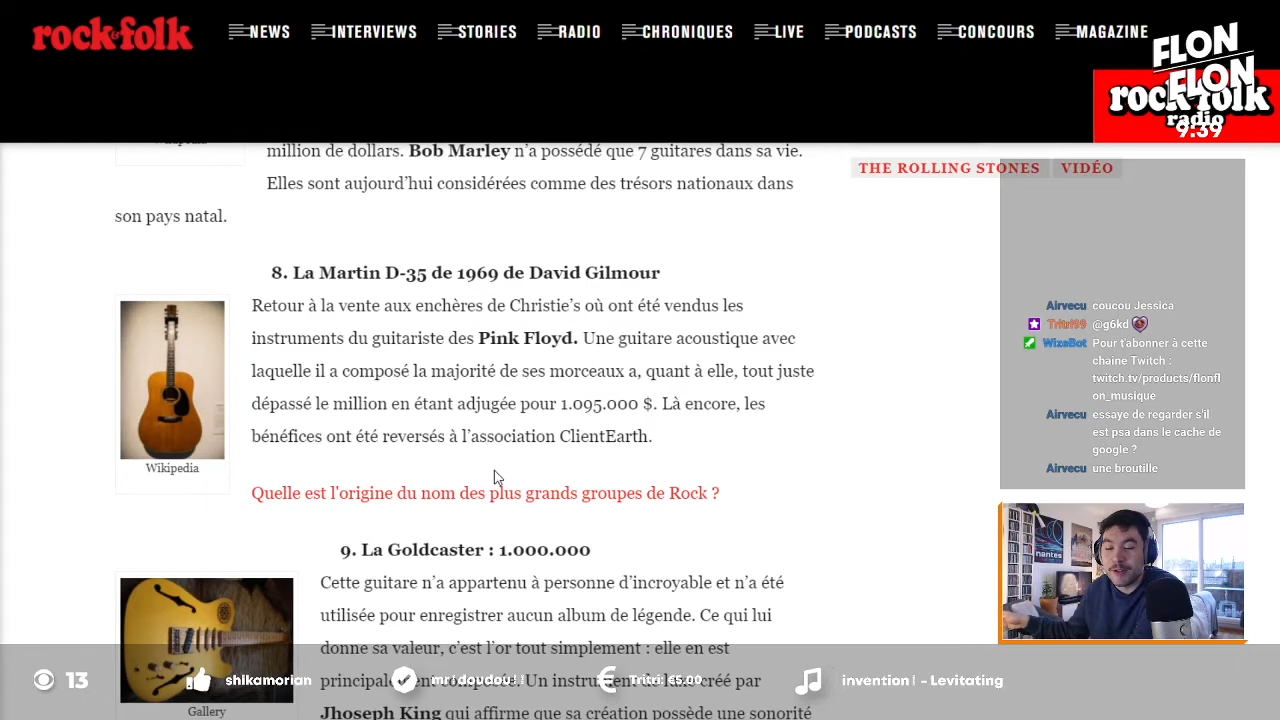 rock&folk
NEWS
INTERVIEWS
STORIES
RADIO
CHRONIQUES
LIVE
PODCASTS
CONCOURS
MAGAZINE
FLON
FLON
rock&folk
radio
9:39
million de dollars. Bob Marley n'a possédé que 7 guitares dans sa vie.
Elles sont aujourd'hui considérées comme des trésors nationaux dans
son pays natal.
THE ROLLING STONES
VIDÉO
8. La Martin D-35 de 1969 de David Gilmour
Retour à la vente aux enchères de Christie's où ont été vendus les
instruments du guitariste des Pink Floyd. Une guitare acoustique avec
laquelle il a composé la majorité de ses morceaux a, quant à elle, tout juste
dépassé le million en étant adjugée pour 1.095.000 $. Là encore, les
bénéfices ont été reversés à l'association ClientEarth.
Wikipedia
Quelle est l'origine du nom des plus grands groupes de Rock ?
9. La Goldcaster : 1.000.000
Cette guitare n'a appartenu à personne d'incroyable et n'a été
utilisée pour enregistrer aucun album de légende. Ce qui lui
donne sa valeur, c'est l'or tout simplement : elle en est
Un instrument
créé par
Jhoseph King qui affirme que sa création possède une sonorité
Gallery
Airvecu coucou Jessica
Tritri99 @g6kd
WizeBot Pour t'abonner à cette
chaine Twitch :
twitch.tv/products/flonfl
on_musique
Airvecu essaye de regarder s'il
est psa dans le cache de
google ?
Airvecu une broutille
nantes
13
shikamorian
Tritri: €5.00
invention! - Levitating